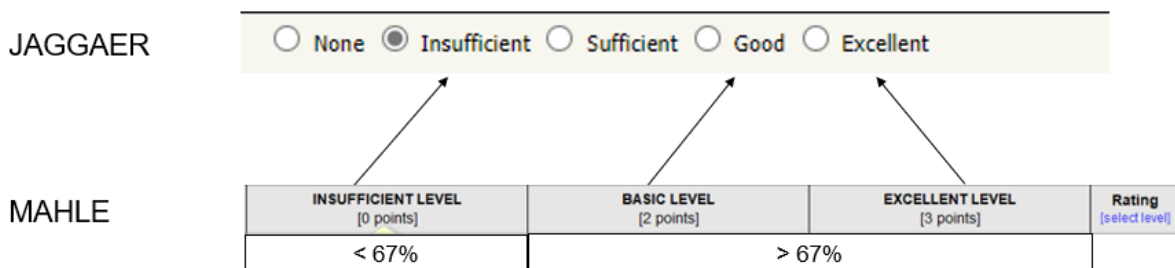 JAGGAER
None Insufficient Sufficient Good Excellent
MAHLE
INSUFFICIENT LEVEL
[0 points]
BASIC LEVEL
[2 points]
EXCELLENT LEVEL
[3 points]
Rating
[select level]
< 67%
> 67%